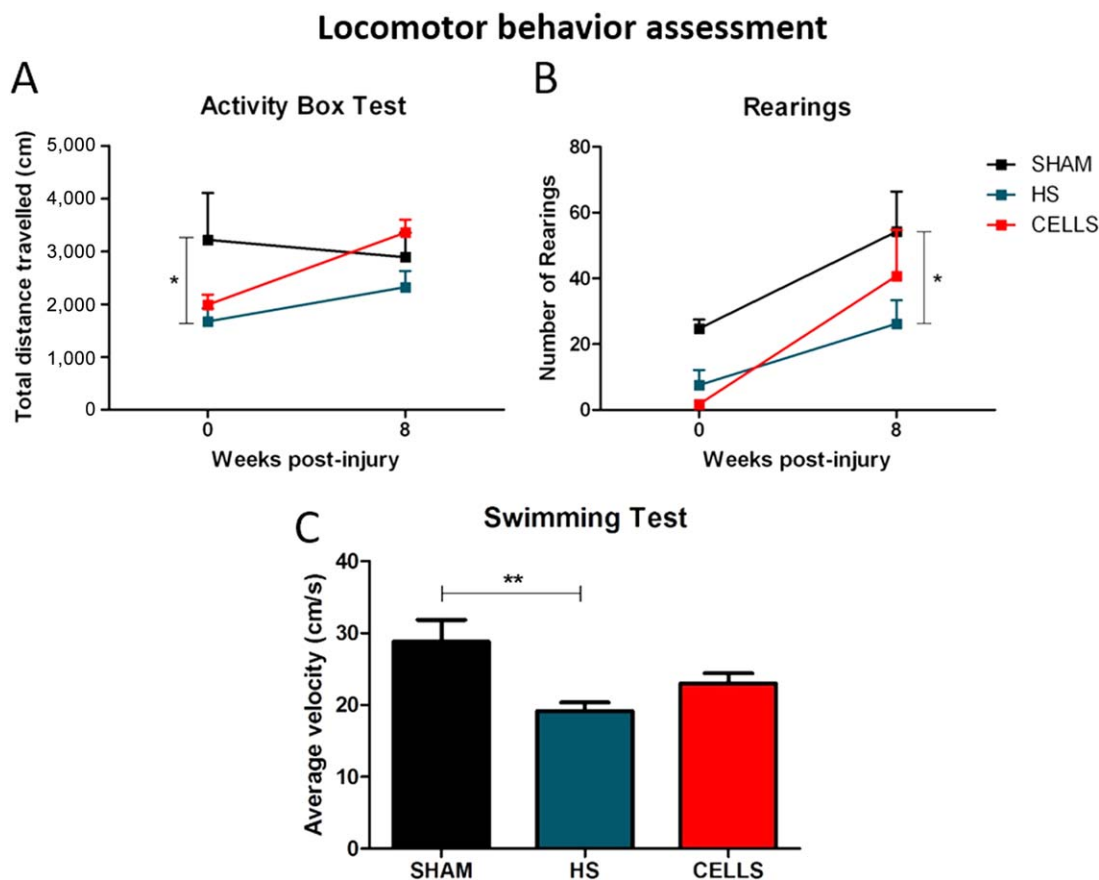 Locomotor behavior assessment
A
Activity Box Test
Total distance travelled (cm)
5,000
4,000
3,000
2,000
1,000
0
*
0 8
Weeks post-injury
B
Rearings
Number of Rearings
80
60
40
20
0
*
0 8
Weeks post-injury
SHAM
HS
CELLS
C
Swimming Test
Average velocity (cm/s)
40
30
20
10
0
**
SHAM HS CELLS